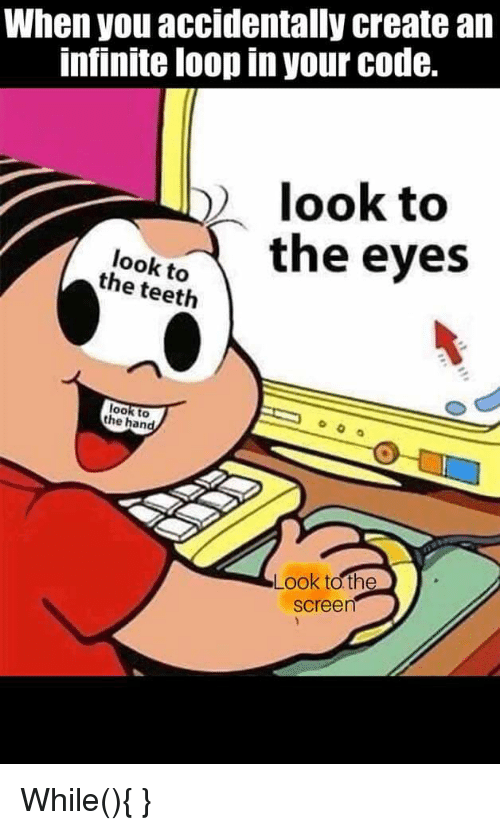 When you accidentally create an
infinite loop in your code.
look to
the eyes
look to
the teeth
look to
the hand
Look to the
screen
While(){ }